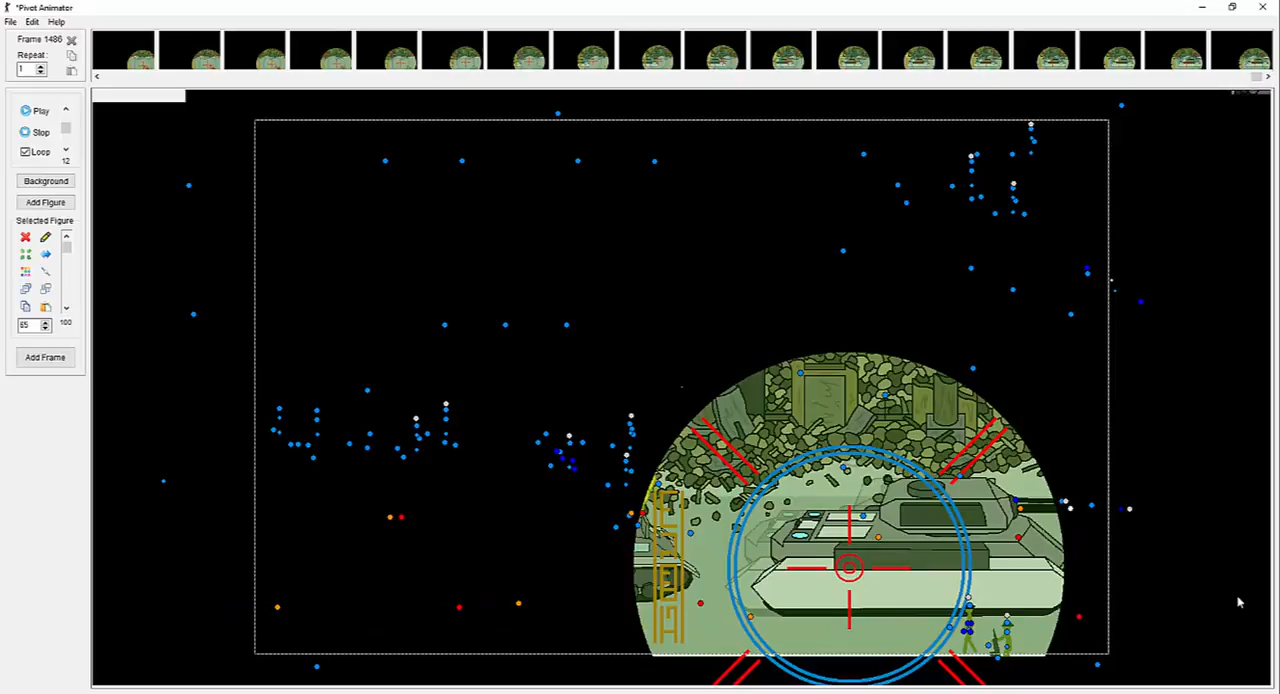 *Pivot Animator
File Edit Help
Frame 1486
Repeat:
1
Play
Stop
Loop
12
Background
Add Figure
Selected Figure
65
100
Add Frame